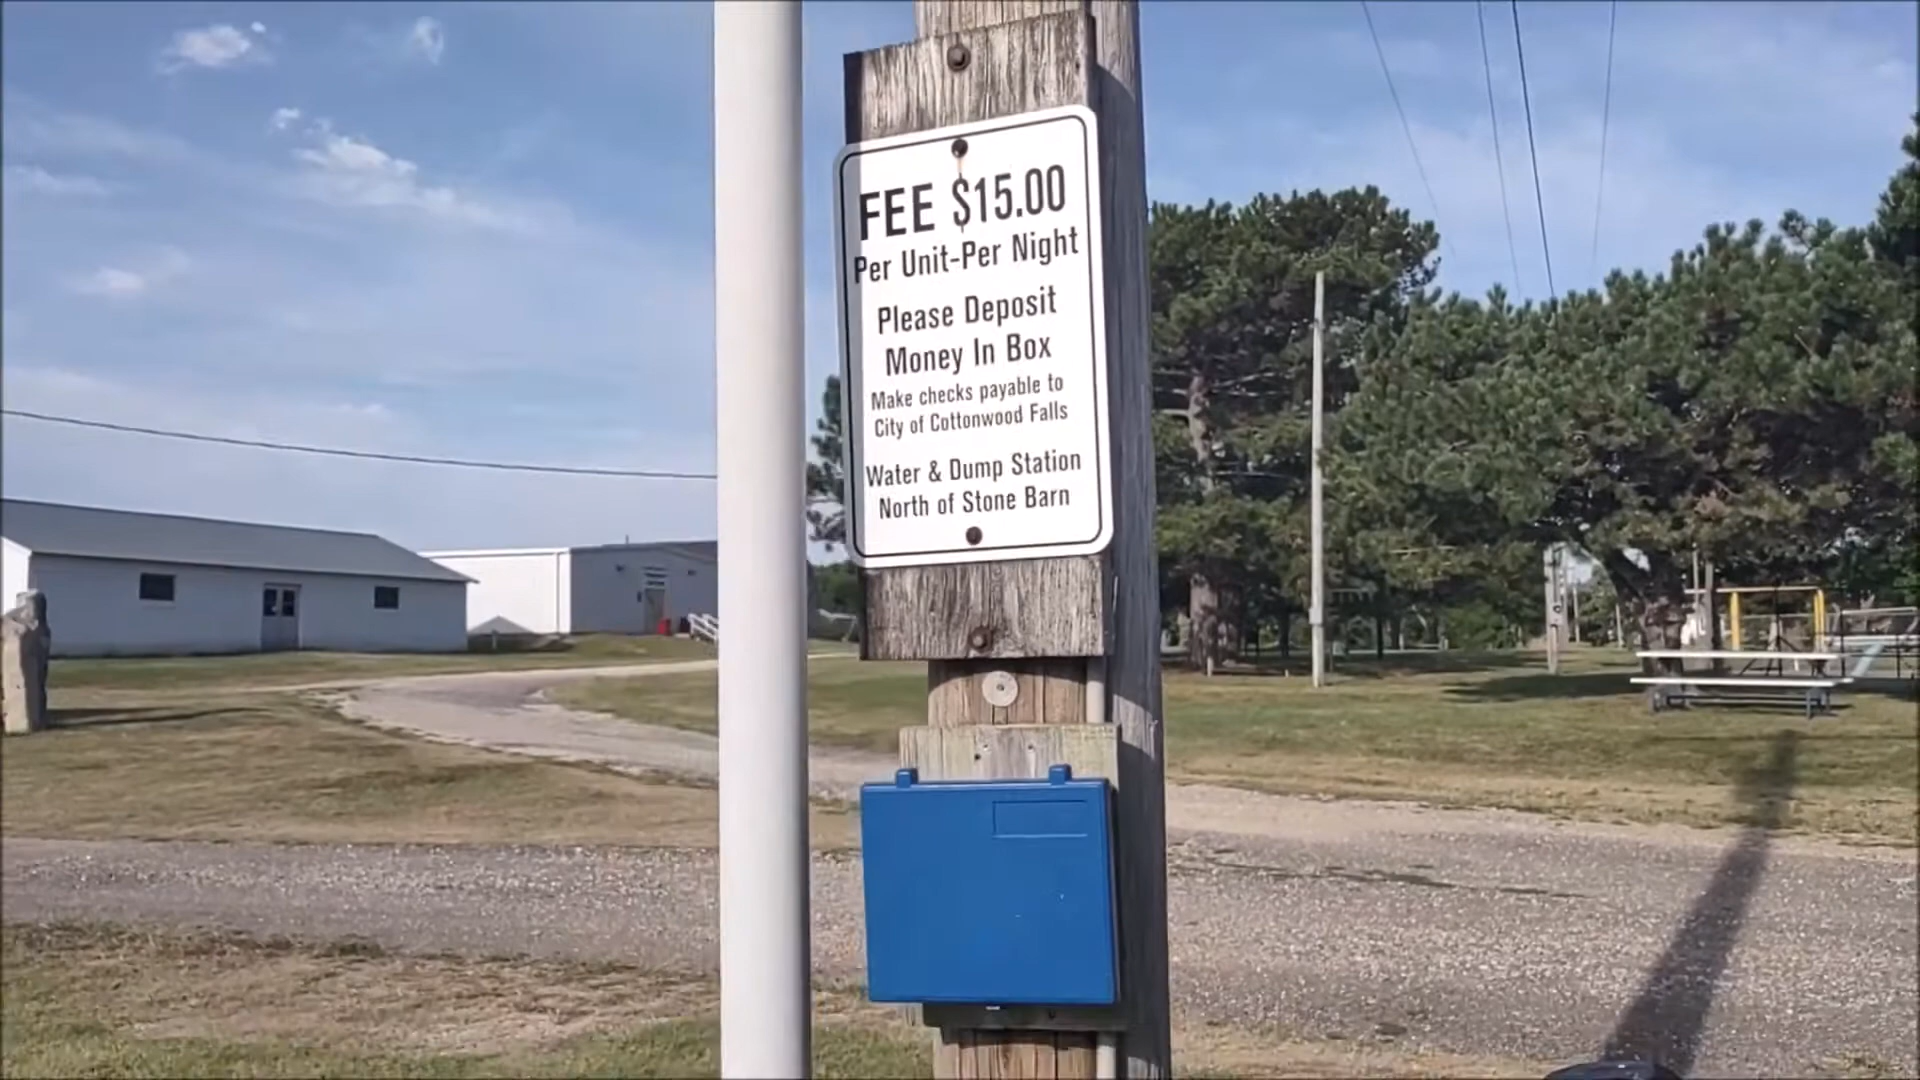 FEE $15.00
Per Unit-Per Night
Please Deposit
Money In Box
Make checks payable to
City of Cottonwood Falls
Water & Dump Station
North of Stone Barn